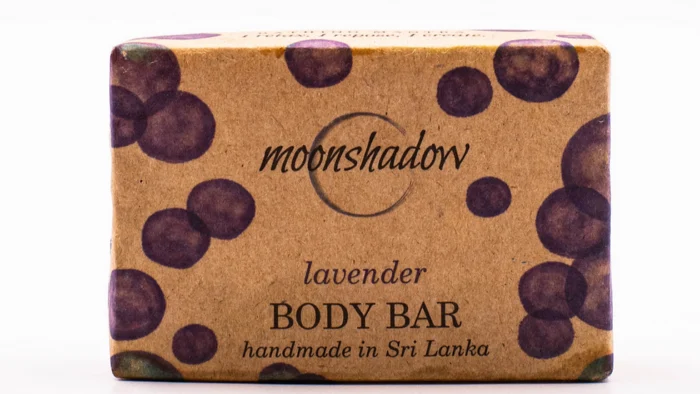 moonshadow
lavender
BODY BAR
handmade in Sri Lanka